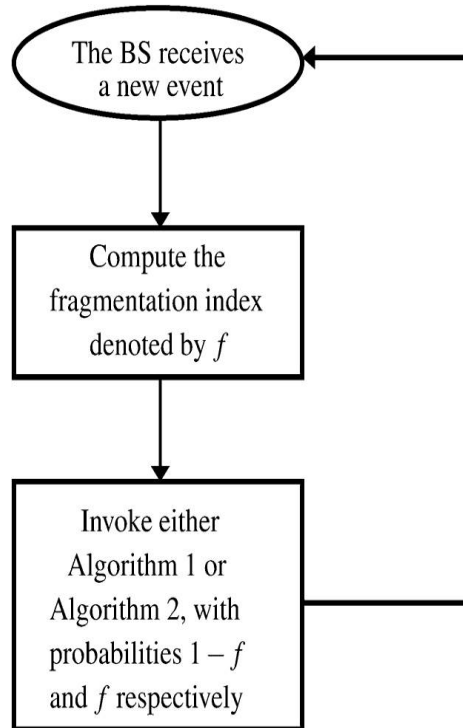 The BS receives
a new event
Compute the
fragmentation index
denoted by f
Invoke either
Algorithm 1 or
Algorithm 2, with
probabilities 1 – f
and f respectively